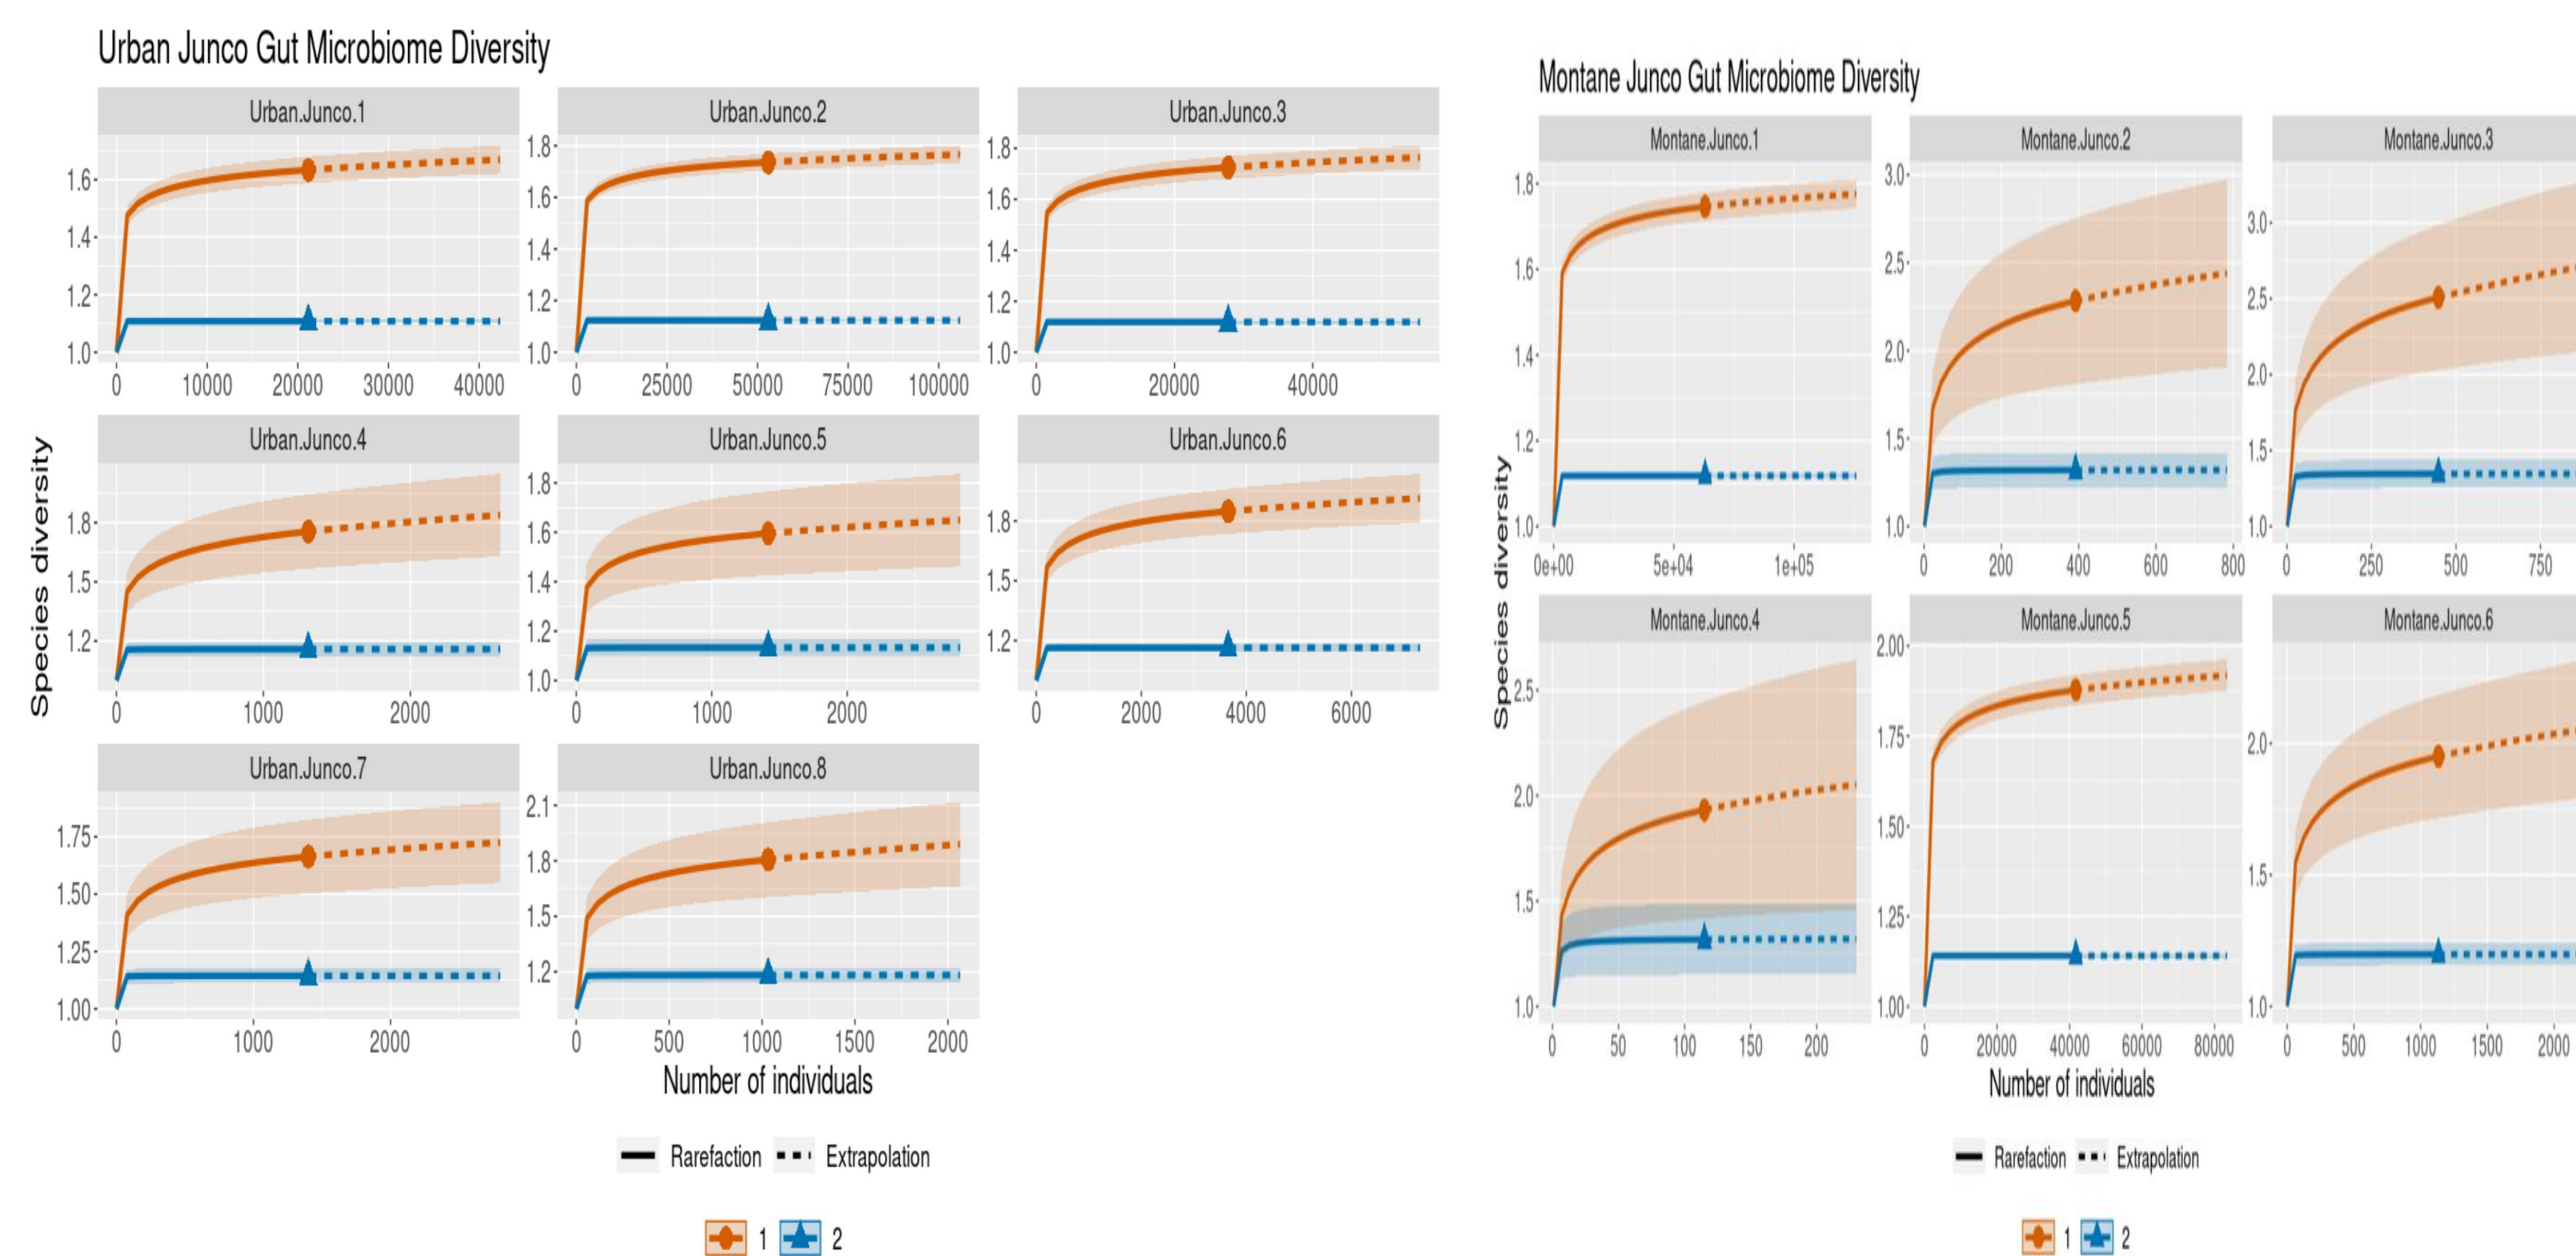 Urban Junco Gut Microbiome Diversity
Urban.Junco.1 Urban.Junco.2 Urban.Junco.3
1.6
1.4
1.2
1.0
0 10000 20000 30000 40000
1.8
1.6
1.4
1.2
1.0
0 25000 50000 75000 100000
1.8
1.6
1.4
1.2
1.0
0 20000 40000
Species diversity
Urban.Junco.4 Urban.Junco.5 Urban.Junco.6
1.8
1.5
1.2
0 1000 2000
1.8
1.6
1.4
1.2
1.0
0 1000 2000
1.8
1.5
1.2
0 2000 4000 6000
Urban.Junco.7 Urban.Junco.8
1.75
1.50
1.25
1.00
0 1000 2000
2.1
1.8
1.5
1.2
0 500 1000 1500 2000
Number of individuals
Rarefaction Extrapolation
1 2
Montane Junco Gut Microbiome Diversity
Montane.Junco.1 Montane.Junco.2 Montane.Junco.3
1.8
1.6
1.4
1.2
1.0
0e+00 5e+04 1e+05
3.0
2.5
2.0
1.5
1.0
0 200 400 600 800
3.0
2.5
2.0
1.5
1.0
0 250 500 750
Species diversity
Montane.Junco.4 Montane.Junco.5 Montane.Junco.6
2.5
2.0
1.5
1.0
0 50 100 150 200
2.00
1.75
1.50
1.25
1.00
0 20000 40000 60000 80000
2.0
1.5
1.0
0 500 1000 1500 2000
Number of individuals
Rarefaction Extrapolation
1 2